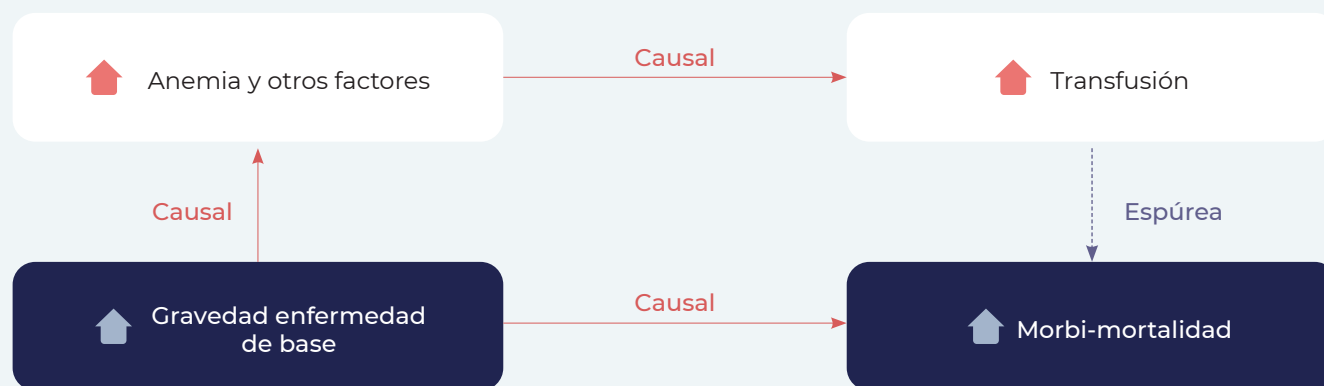 Anemia y otros factores
Causal
Transfusión
Causal
Espúrea
Gravedad enfermedad
de base
Causal
Morbi-mortalidad